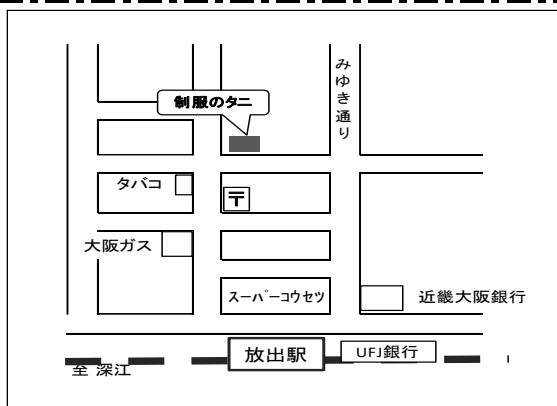 みゆき通り
制服のタニ
タバコ
〒
大阪ガス
スーパーコウセツ
近畿大阪銀行
放出駅
UFJ銀行
至 深江